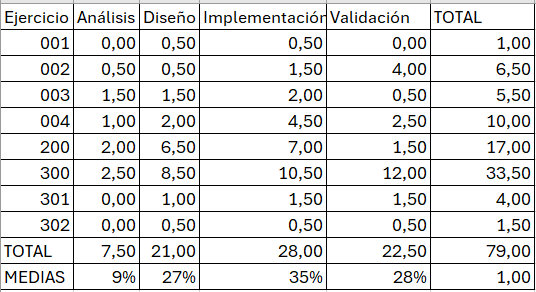 Ejercicio Análisis Diseño Implementación Validación TOTAL
001 0,00 0,50 0,50 0,00 1,00
002 0,50 0,50 1,50 4,00 6,50
003 1,50 1,50 2,00 0,50 5,50
004 1,00 2,00 4,50 2,50 10,00
200 2,00 6,50 7,00 1,50 17,00
300 2,50 8,50 10,50 12,00 33,50
301 0,00 1,00 1,50 1,50 4,00
302 0,00 0,50 0,50 0,50 1,50
TOTAL 7,50 21,00 28,00 22,50 79,00
MEDIAS 9% 27% 35% 28% 1,00